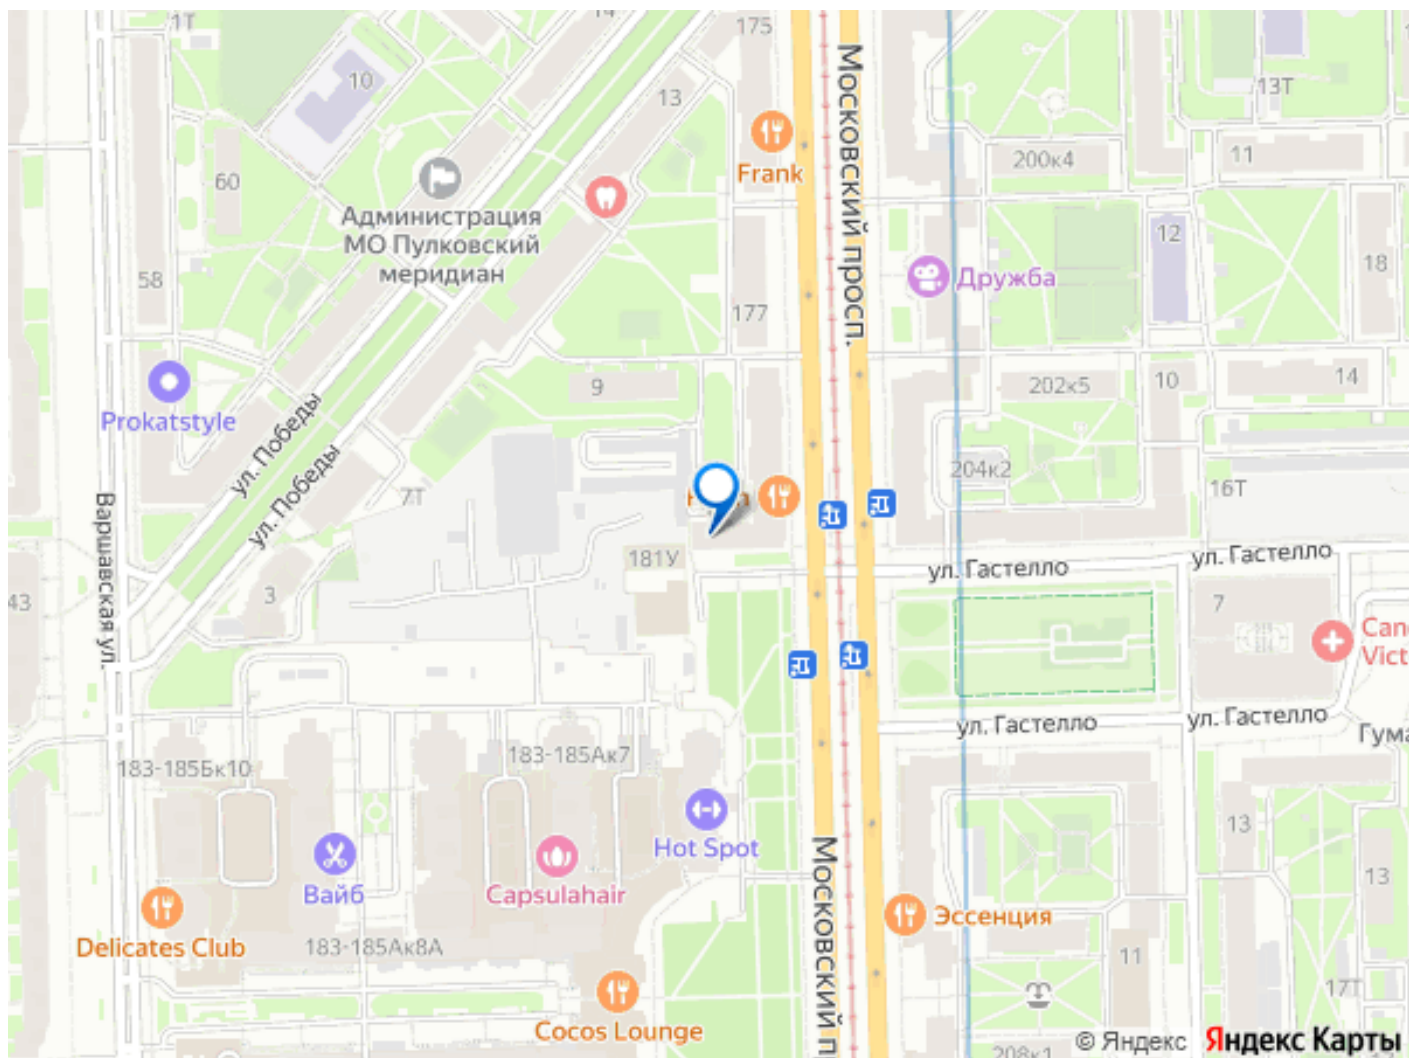 1Т
14
175
10
13
Московский просп.
13Т
Frank
200к4
11
60
Администрация
МО Пулковский
меридиан
12
18
58
Дружба
177
9
202к5
10
14
Prokatstyle
ул. Победы
ул. Победы
7Т
204к2
16Т
Варшавская ул.
181У
ул. Гастелло
ул. Гастелло
43
3
7
ул. Гастелло
ул. Гастелло
183-185Бк10
183-185Ак7
13
Hot Spot
Московский п
Вайб
Capsulahair
13
Delicates Club
183-185Ак8А
Эссенция
11
17Т
Cocos Lounge
208к1
7
© Яндекс
Яндекс Карты